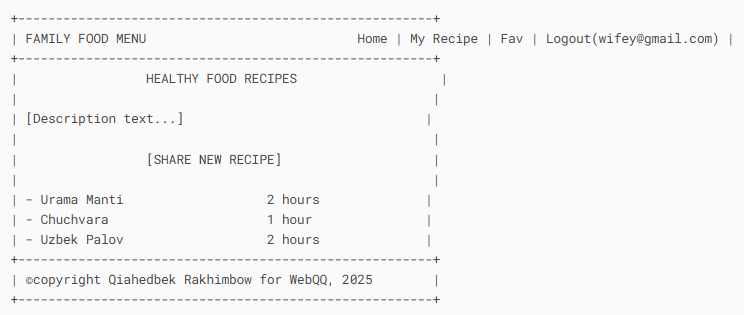 +-------------------------------------------------------+
| FAMILY FOOD MENU                            Home | My Recipe | Fav | Logout(wifey@gmail.com) |
+-------------------------------------------------------+
|                 HEALTHY FOOD RECIPES                   |
|                                                       |
| [Description text...]                                |
|                                                       |
|                 [SHARE NEW RECIPE]                    |
|                                                       |
| - Urama Manti                   2 hours              |
| - Chuchvara                     1 hour               |
| - Uzbek Palov                   2 hours              |
+-------------------------------------------------------+
| ©copyright Qiahedbek Rakhimbow for WebQQ, 2025        |
+-------------------------------------------------------+